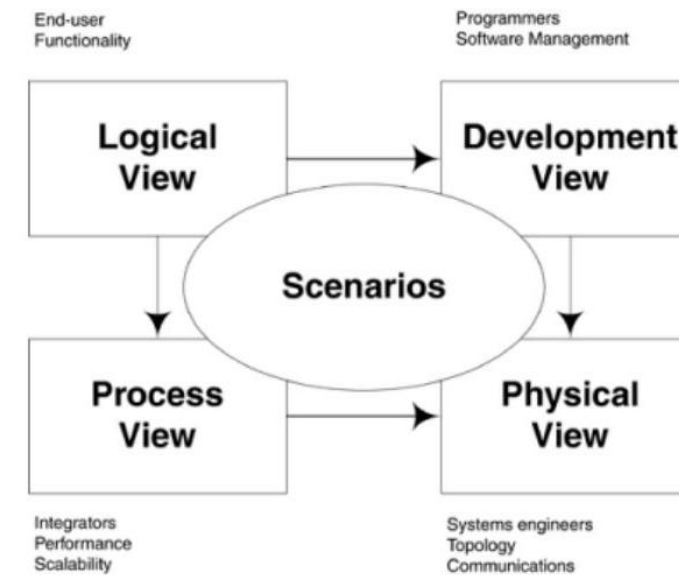 End-user
Functionality
Programmers
Software Management
Logical
View
Development
View
Scenarios
Process
View
Physical
View
Integrators
Performance
Scalability
Systems engineers
Topology
Communications